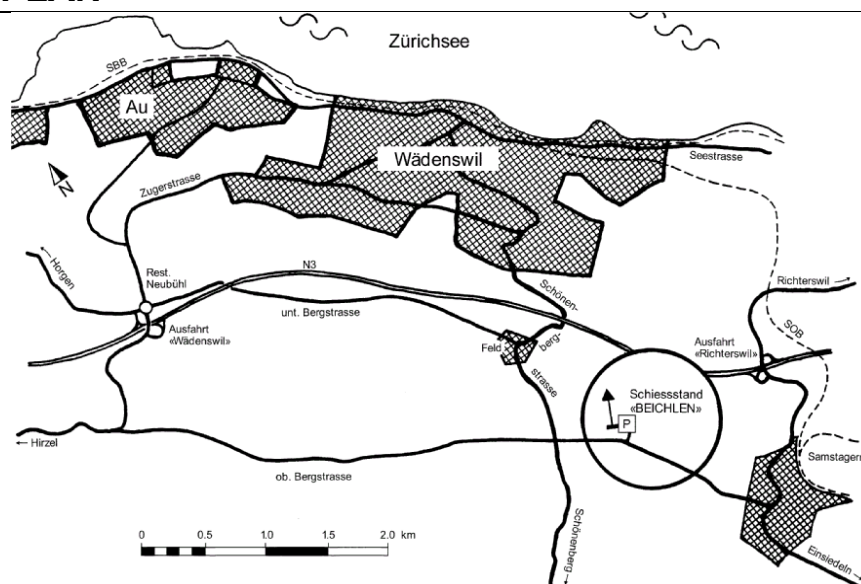 Zürichsee
SBB
Au
Wädenswil
Seestrasse
N
Zugerstrasse
Horgen
Rest.
Neubühl
N3
Schönen-
berg-
strasse
Richterswil
SOB
unt. Bergstrasse
Ausfahrt
«Wädenswil»
Feld
Ausfahrt
«Richterswil»
Schiessstand
«BEICHLEN»
P
← Hirzel
Samstagern
ob. Bergstrasse
0 0.5 1.0 1.5 2.0 km
Schönenberg
Einsiedeln